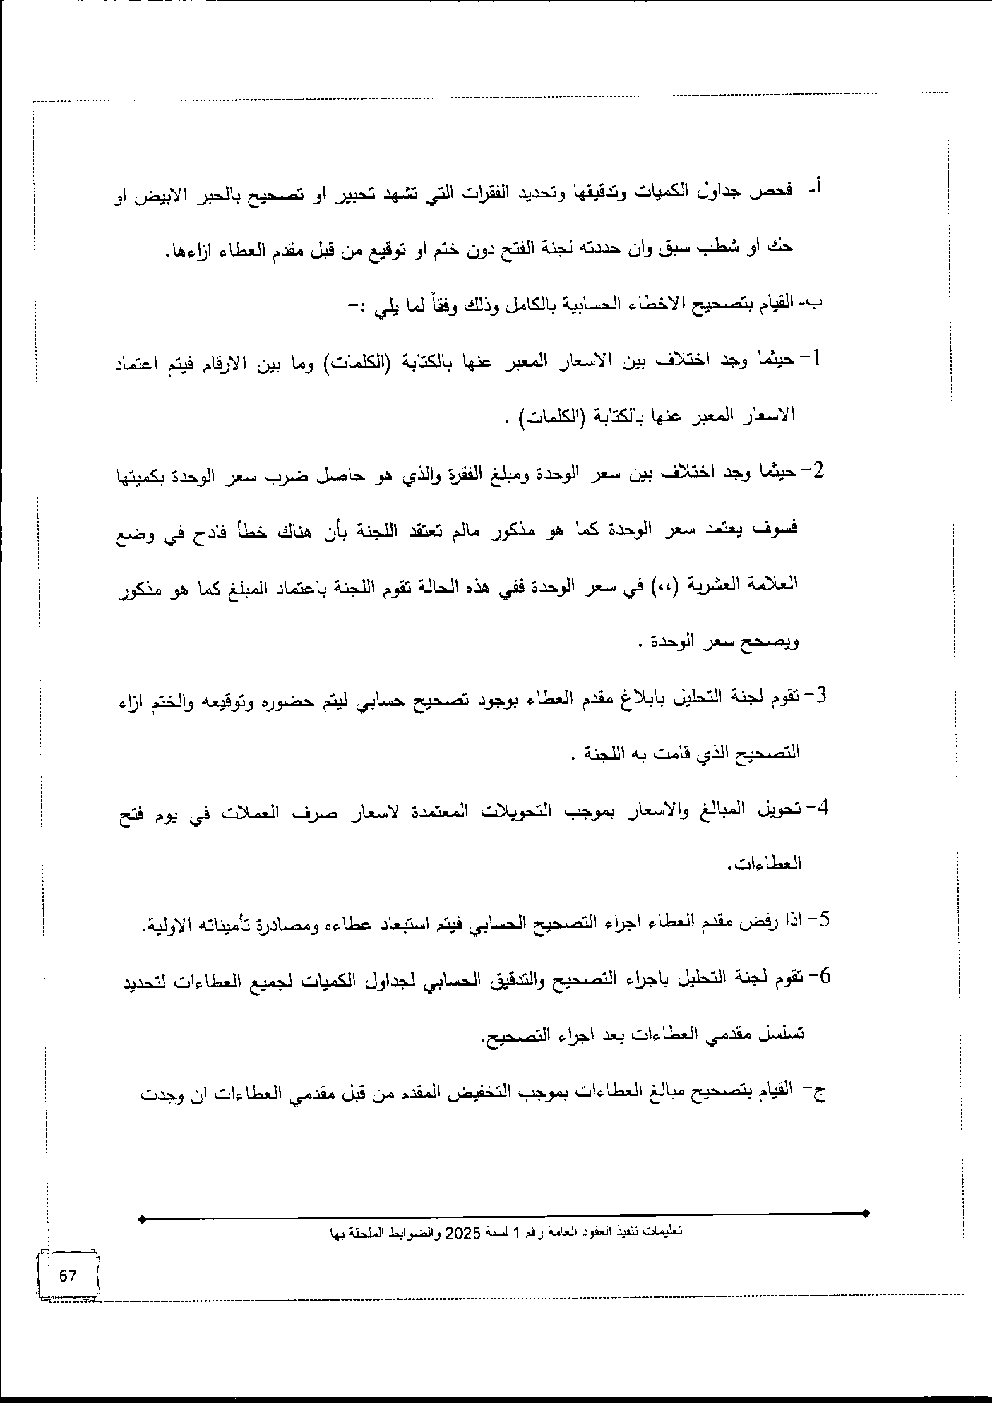 أ- فحص جداول الكميات وتدقيقها وتحديد الفقرات التي تشهد تحبير او تصحيح بالحبر الابيض او
حك او شطب سبق وان حددته لجنة الفتح دون ختم او توقيع من قبل مقدم العطاء ازاءها.
ب- القيام بتصحيح الاخطاء الحسابية بالكامل وذلك وفقاً لما يلي :-
1- حيثما وجد اختلاف بين الاسعار المعبر عنها بالكتابة (الكلمات) وما بين الارقام فيتم اعتماد
الاسعار المعبر عنها بالكتابة (الكلمات) .
2- حيثما وجد اختلاف بين سعر الوحدة ومبلغ الفقرة والذي هو حاصل ضرب سعر الوحدة بكميتها
فسوف يعتمد سعر الوحدة كما هو مذكور مالم تعتقد اللجنة بأن هناك خطأ فادح في وضع
العلامة العشرية (،،) في سعر الوحدة ففي هذه الحالة تقوم اللجنة باعتماد المبلغ كما هو مذكور
ويصحح سعر الوحدة .
3- تقوم لجنة التحليل بابلاغ مقدم العطاء بوجود تصحيح حسابي ليتم حضوره وتوقيعه والختم ازاء
التصحيح الذي قامت به اللجنة .
4- تحويل المبالغ والاسعار بموجب التحويلات المعتمدة لاسعار صرف العملات في يوم فتح
العطاءات.
5- اذا رفض مقدم العطاء اجراء التصحيح الحسابي فيتم استبعاد عطاءه ومصادرة تأميناته الاولية.
6- تقوم لجنة التحليل باجراء التصحيح والتدقيق الحسابي لجداول الكميات لجميع العطاءات لتحديد
تسلسل مقدمي العطاءات بعد اجراء التصحيح.
ج- القيام بتصحيح مبالغ العطاءات بموجب التخفيض المقدم من قبل مقدمي العطاءات ان وجدت
تعليمات تنفيذ العقود العامة رقم 1 لسنة 2025 والضوابط الملحقة بها
67